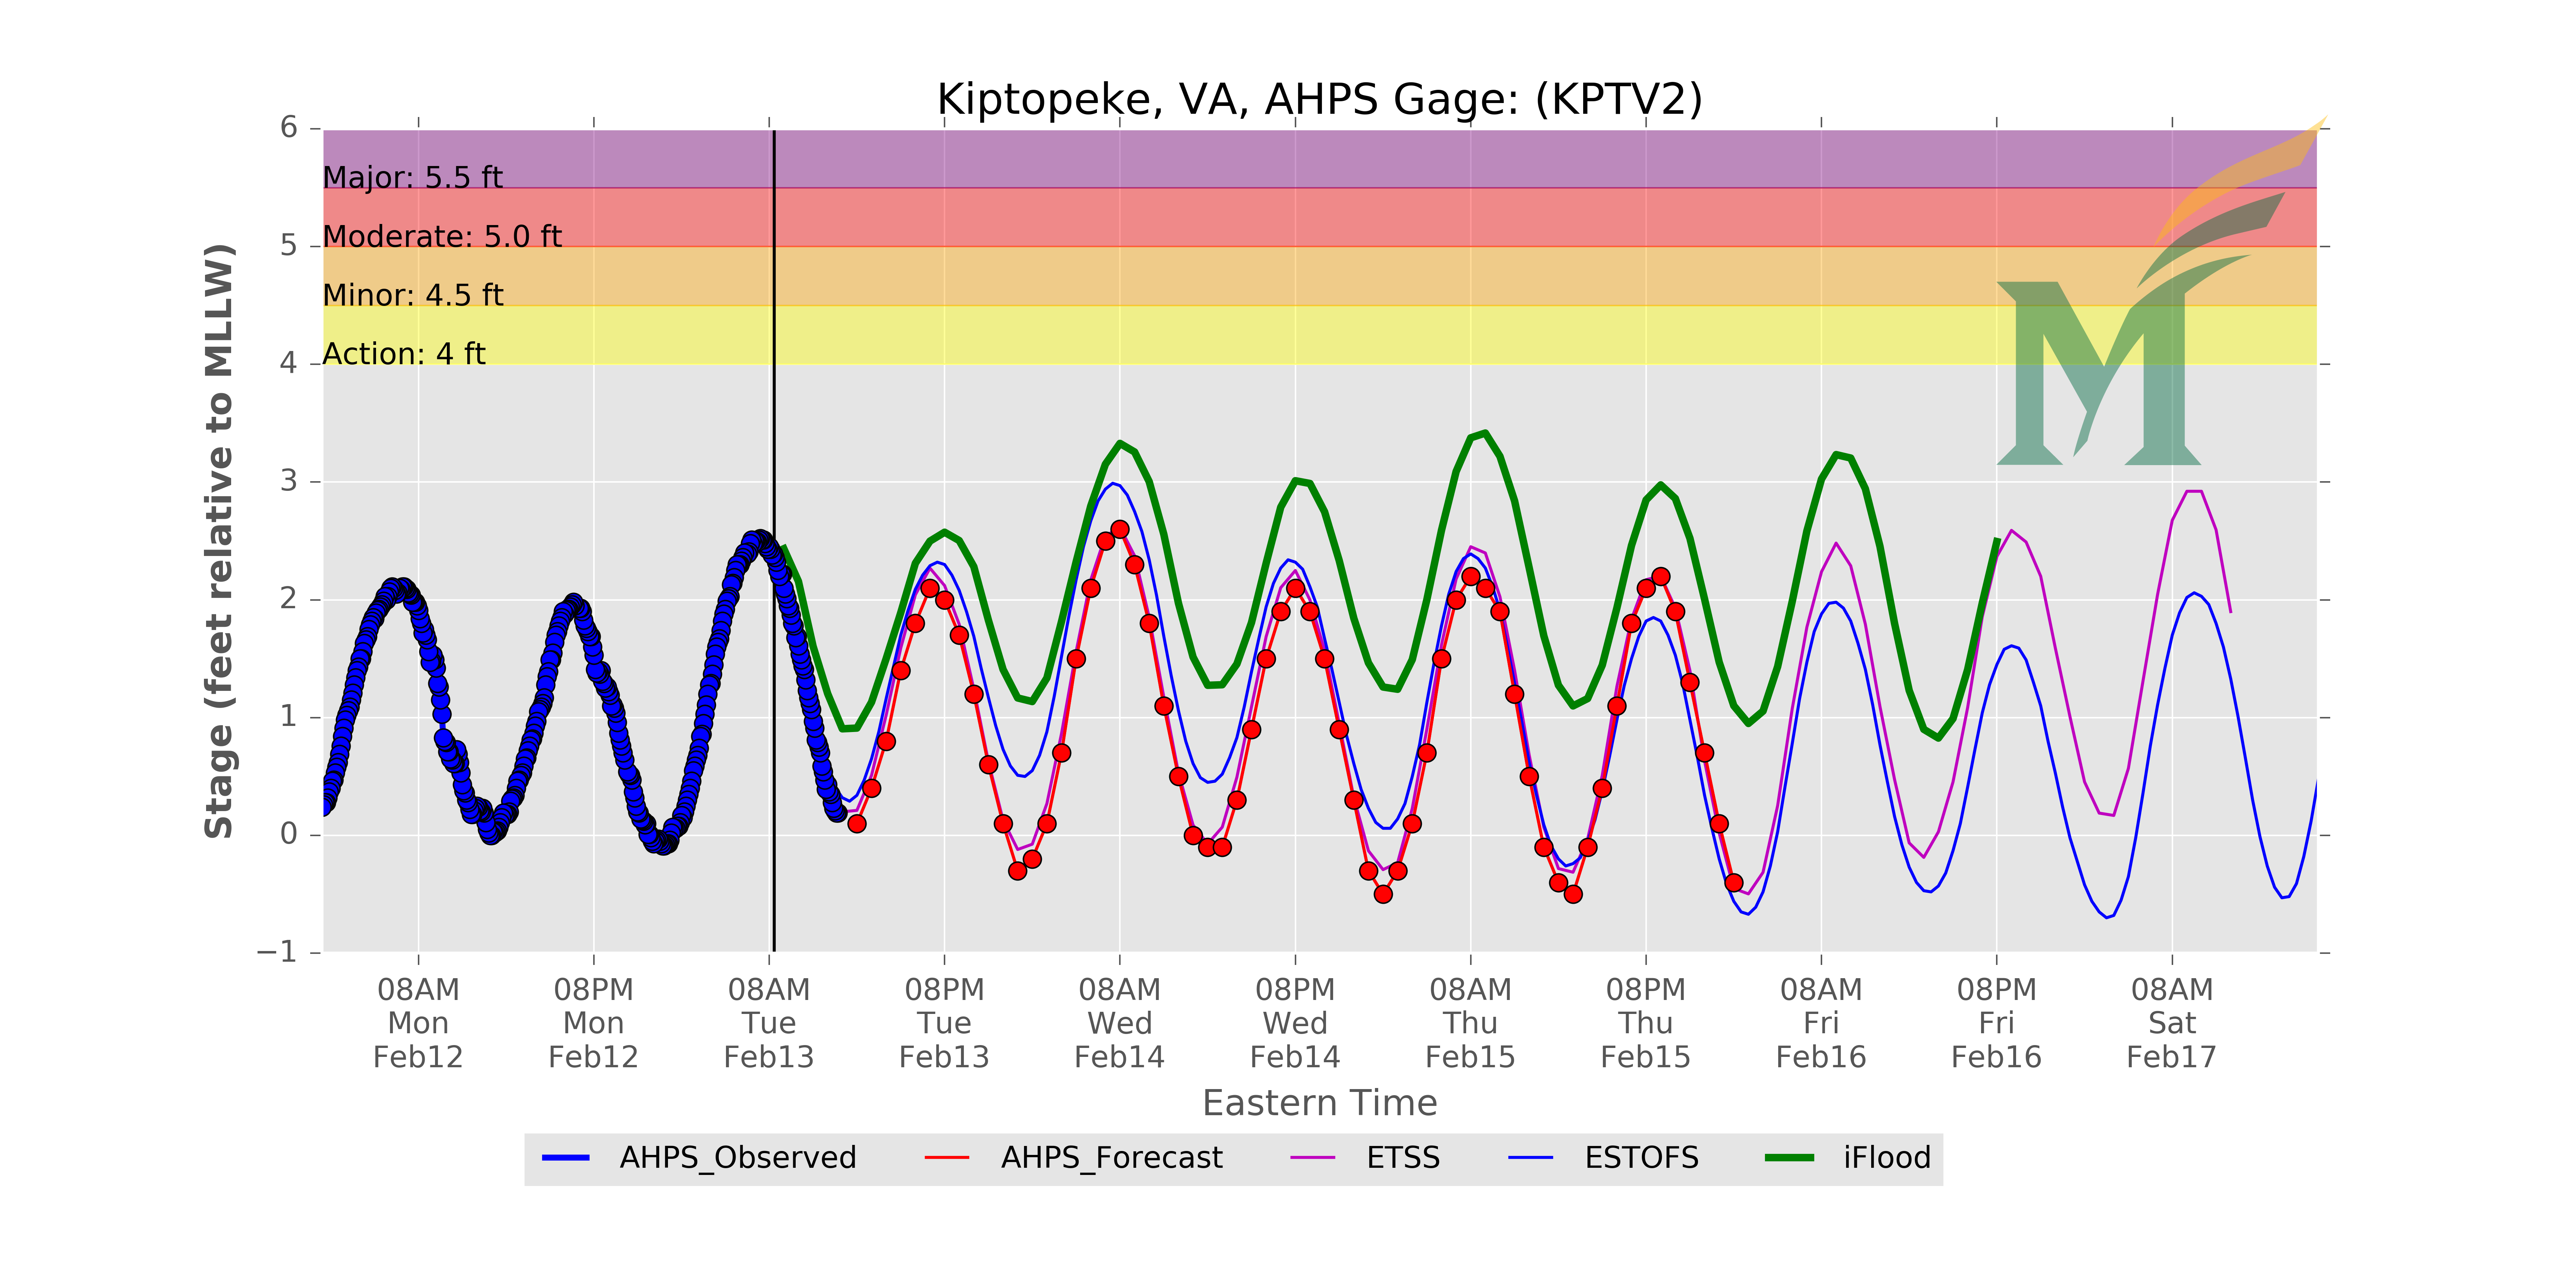 Kiptopeke, VA, AHPS Gage: (KPTV2)
6
5
4
3
2
1
0
−1
Stage (feet relative to MLLW)
Major: 5.5 ft
Moderate: 5.0 ft
Minor: 4.5 ft
Action: 4 ft
M
08AM
Mon
Feb12
08PM
Mon
Feb12
08AM
Tue
Feb13
08PM
Tue
Feb13
08AM
Wed
Feb14
08PM
Wed
Feb14
08AM
Thu
Feb15
08PM
Thu
Feb15
08AM
Fri
Feb16
08PM
Fri
Feb16
08AM
Sat
Feb17
Eastern Time
AHPS_Observed
AHPS_Forecast
ETSS
ESTOFS
iFlood